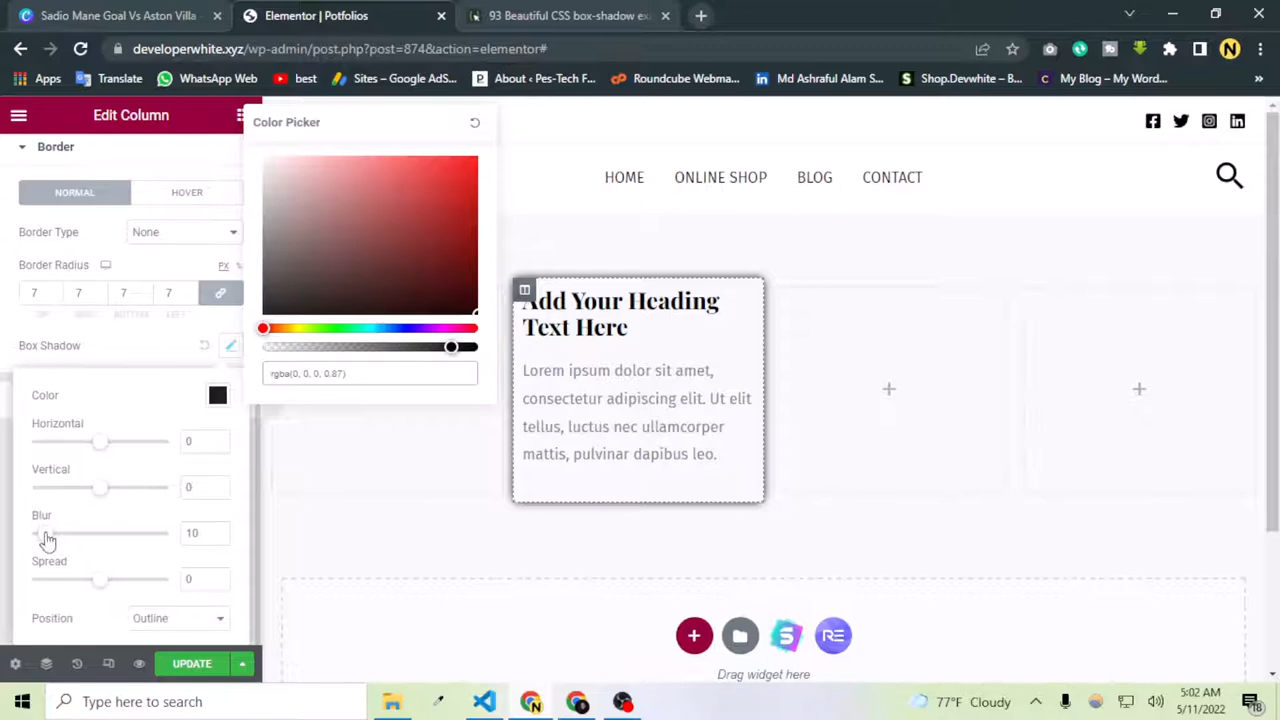 Sadio Mane Goal Vs Aston Villa
Elementor | Potfolios
93 Beautiful CSS box-shadow ex
developerwhite.xyz/wp-admin/post.php?post=874&action=elementor#
Apps
Translate
WhatsApp Web
best
Sites – Google AdS...
About ‹ Pes-Tech F...
Roundcube Webma...
Md Ashraful Alam S...
Shop.Devwhite – B...
My Blog – My Wor...
»
Edit Column
Color Picker
Border
NORMAL
HOVER
Border Type
None
Border Radius
PX
%
7
7
7
7
BOTTOM
LEFT
Box Shadow
rgba(0, 0, 0, 0.87)
Color
Horizontal
0
Vertical
0
Blur
10
Spread
0
Position
Outline
UPDATE
HOME
ONLINE SHOP
BLOG
CONTACT
Add Your Heading
Text Here
Lorem ipsum dolor sit amet,
consectetur adipiscing elit. Ut elit
tellus, luctus nec ullamcorper
mattis, pulvinar dapibus leo.
S
RE
Drag widget here
Type here to search
77°F Cloudy
5:02 AM
5/11/2022
18